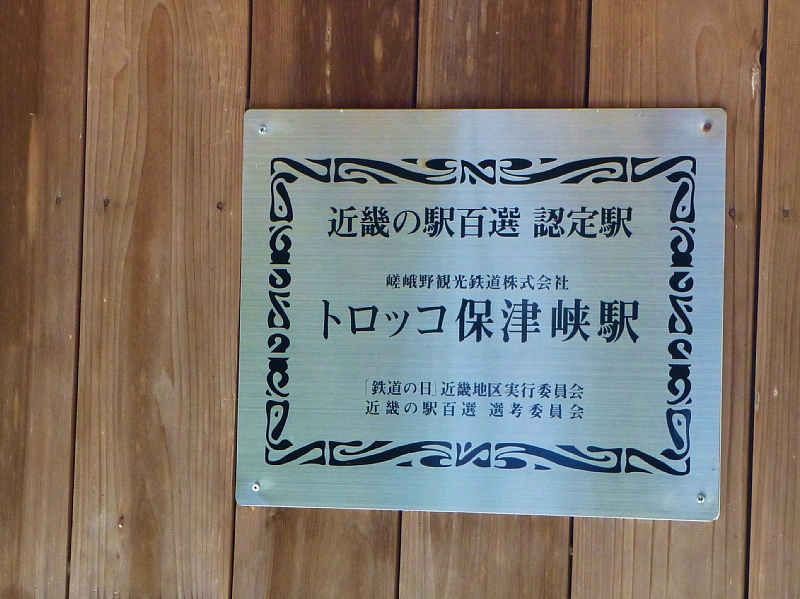 近畿の駅百選 認定駅
嵯峨野観光鉄道株式会社
トロッコ保津峡駅
「鉄道の日」近畿地区実行委員会
近畿の駅百選 選考委員会